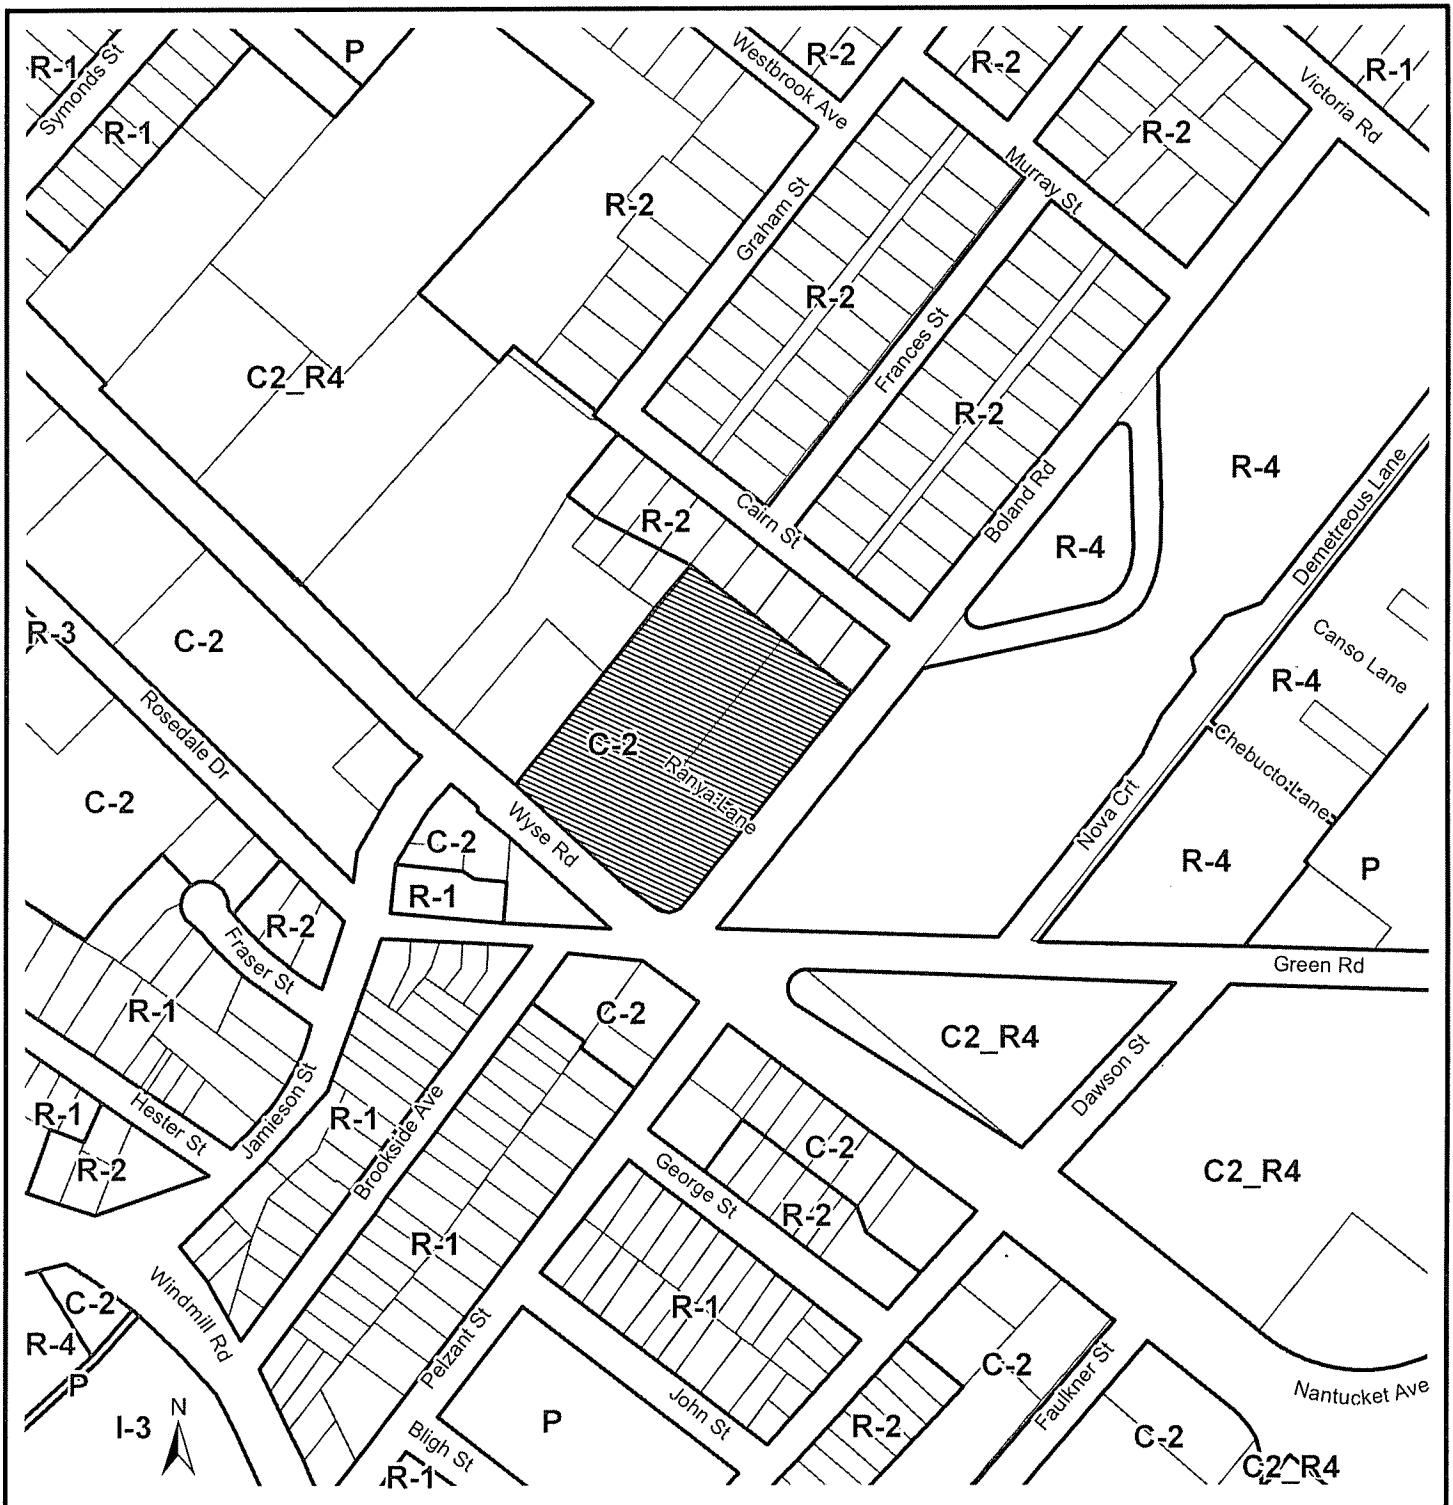 P
R-2
R-2
R-1
R-1
Symonds St
Westbrook Ave
Victoria Rd
R-1
R-2
Murray St
R-2
Graham St
R-2
Frances St
C2_R4
R-2
R-4
Boland Rd
Demetreous Lane
R-2
Cairn St
R-4
R-3
C-2
Canso Lane
R-4
Rosedale Dr
C-2
Ranya Lane
Chebucto Lane
C-2
Wyse Rd
Nova Crt
C-2
R-4
P
R-1
R-2
Fraser St
Green Rd
R-1
C-2
C2_R4
Dawson St
Jamieson St
R-1
Hester St
R-1
Brookside Ave
C-2
R-2
George St
C2_R4
R-2
R-1
C-2
Windmill Rd
R-1
R-4
Pelzant St
C-2
Faulkner St
P
Nantucket Ave
N
I-3
John St
P
R-2
C-2
Bligh St
R-1
C2_R4